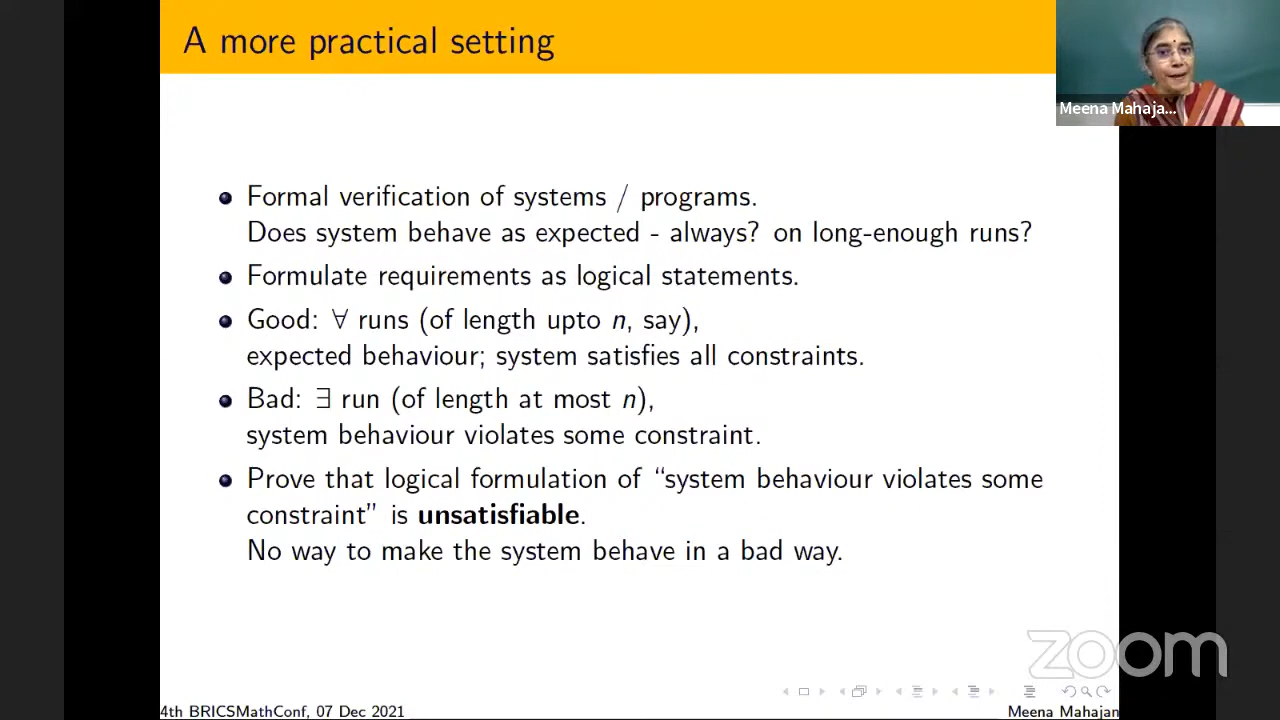 A more practical setting
Meena Mahaja...
Formal verification of systems / programs.
Does system behave as expected - always? on long-enough runs?
Formulate requirements as logical statements.
Good: ∀ runs (of length upto n, say),
expected behaviour; system satisfies all constraints.
Bad: ∃ run (of length at most n),
system behaviour violates some constraint.
Prove that logical formulation of “system behaviour violates some
constraint” is unsatisfiable.
No way to make the system behave in a bad way.
zoom
4th BRICSMathConf, 07 Dec 2021
Meena Mahajan